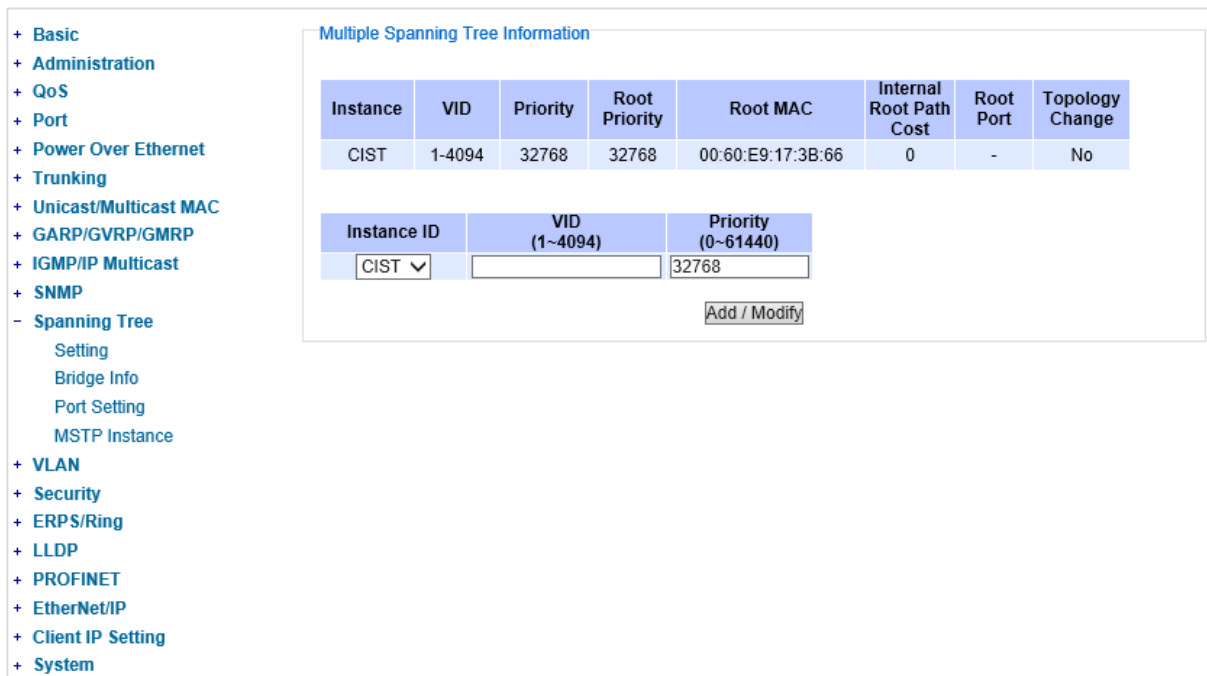 + Basic
+ Administration
+ QoS
+ Port
+ Power Over Ethernet
+ Trunking
+ Unicast/Multicast MAC
+ GARP/GVRP/GMRP
+ IGMP/IP Multicast
+ SNMP
- Spanning Tree
Setting
Bridge Info
Port Setting
MSTP Instance
+ VLAN
+ Security
+ ERPS/Ring
+ LLDP
+ PROFINET
+ EtherNet/IP
+ Client IP Setting
+ System
Multiple Spanning Tree Information
Instance VID Priority Root Priority Root MAC Internal Root Path Cost Root Port Topology Change
CIST 1-4094 32768 32768 00:60:E9:17:3B:66 0 - No
Instance ID VID (1~4094) Priority (0~61440)
CIST 32768
Add / Modify